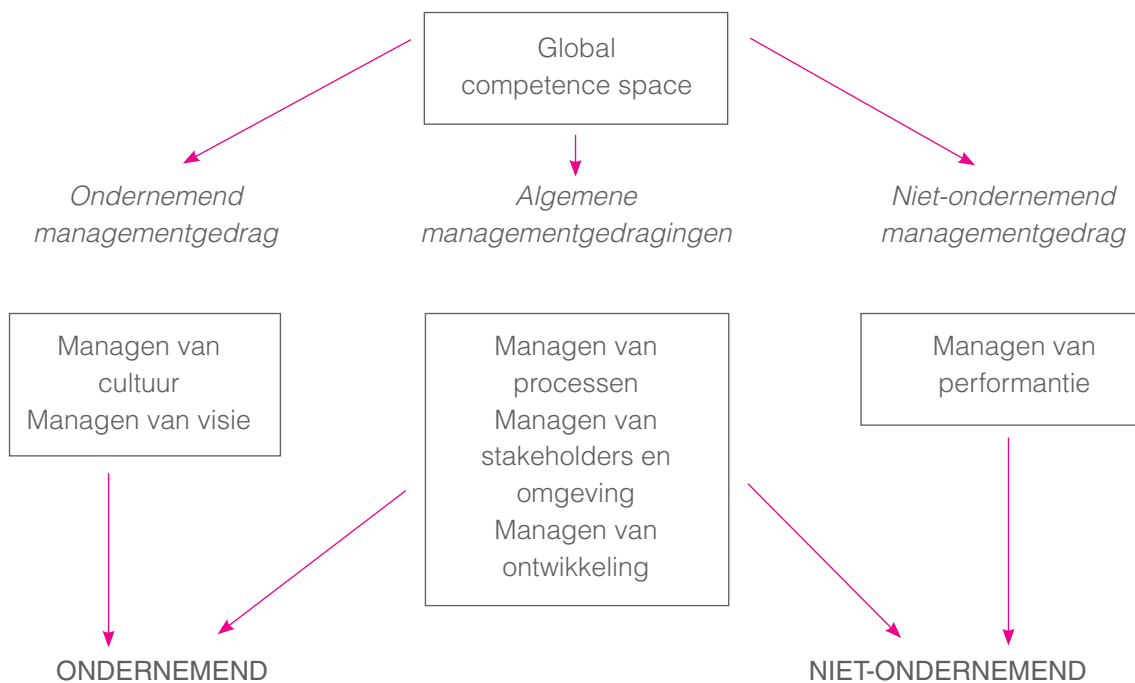 Global
competence space
Ondernemend
managementgedrag
Algemene
managementgedragingen
Niet-ondernemend
managementgedrag
Managen van
cultuur
Managen van visie
Managen van
processen
Managen van
stakeholders en
omgeving
Managen van
ontwikkeling
Managen van
performantie
ONDERNEMEND
NIET-ONDERNEMEND